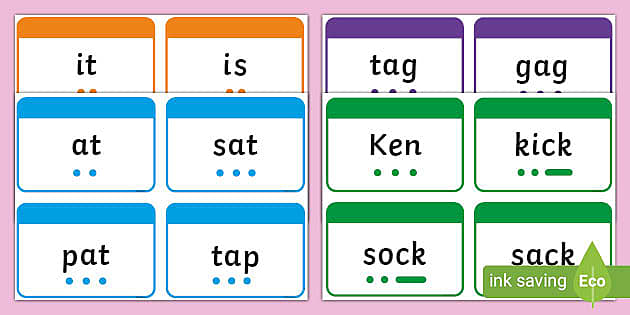 it is
tag gag
at sat
Ken kick
pat tap
sock sack
ink saving Eco